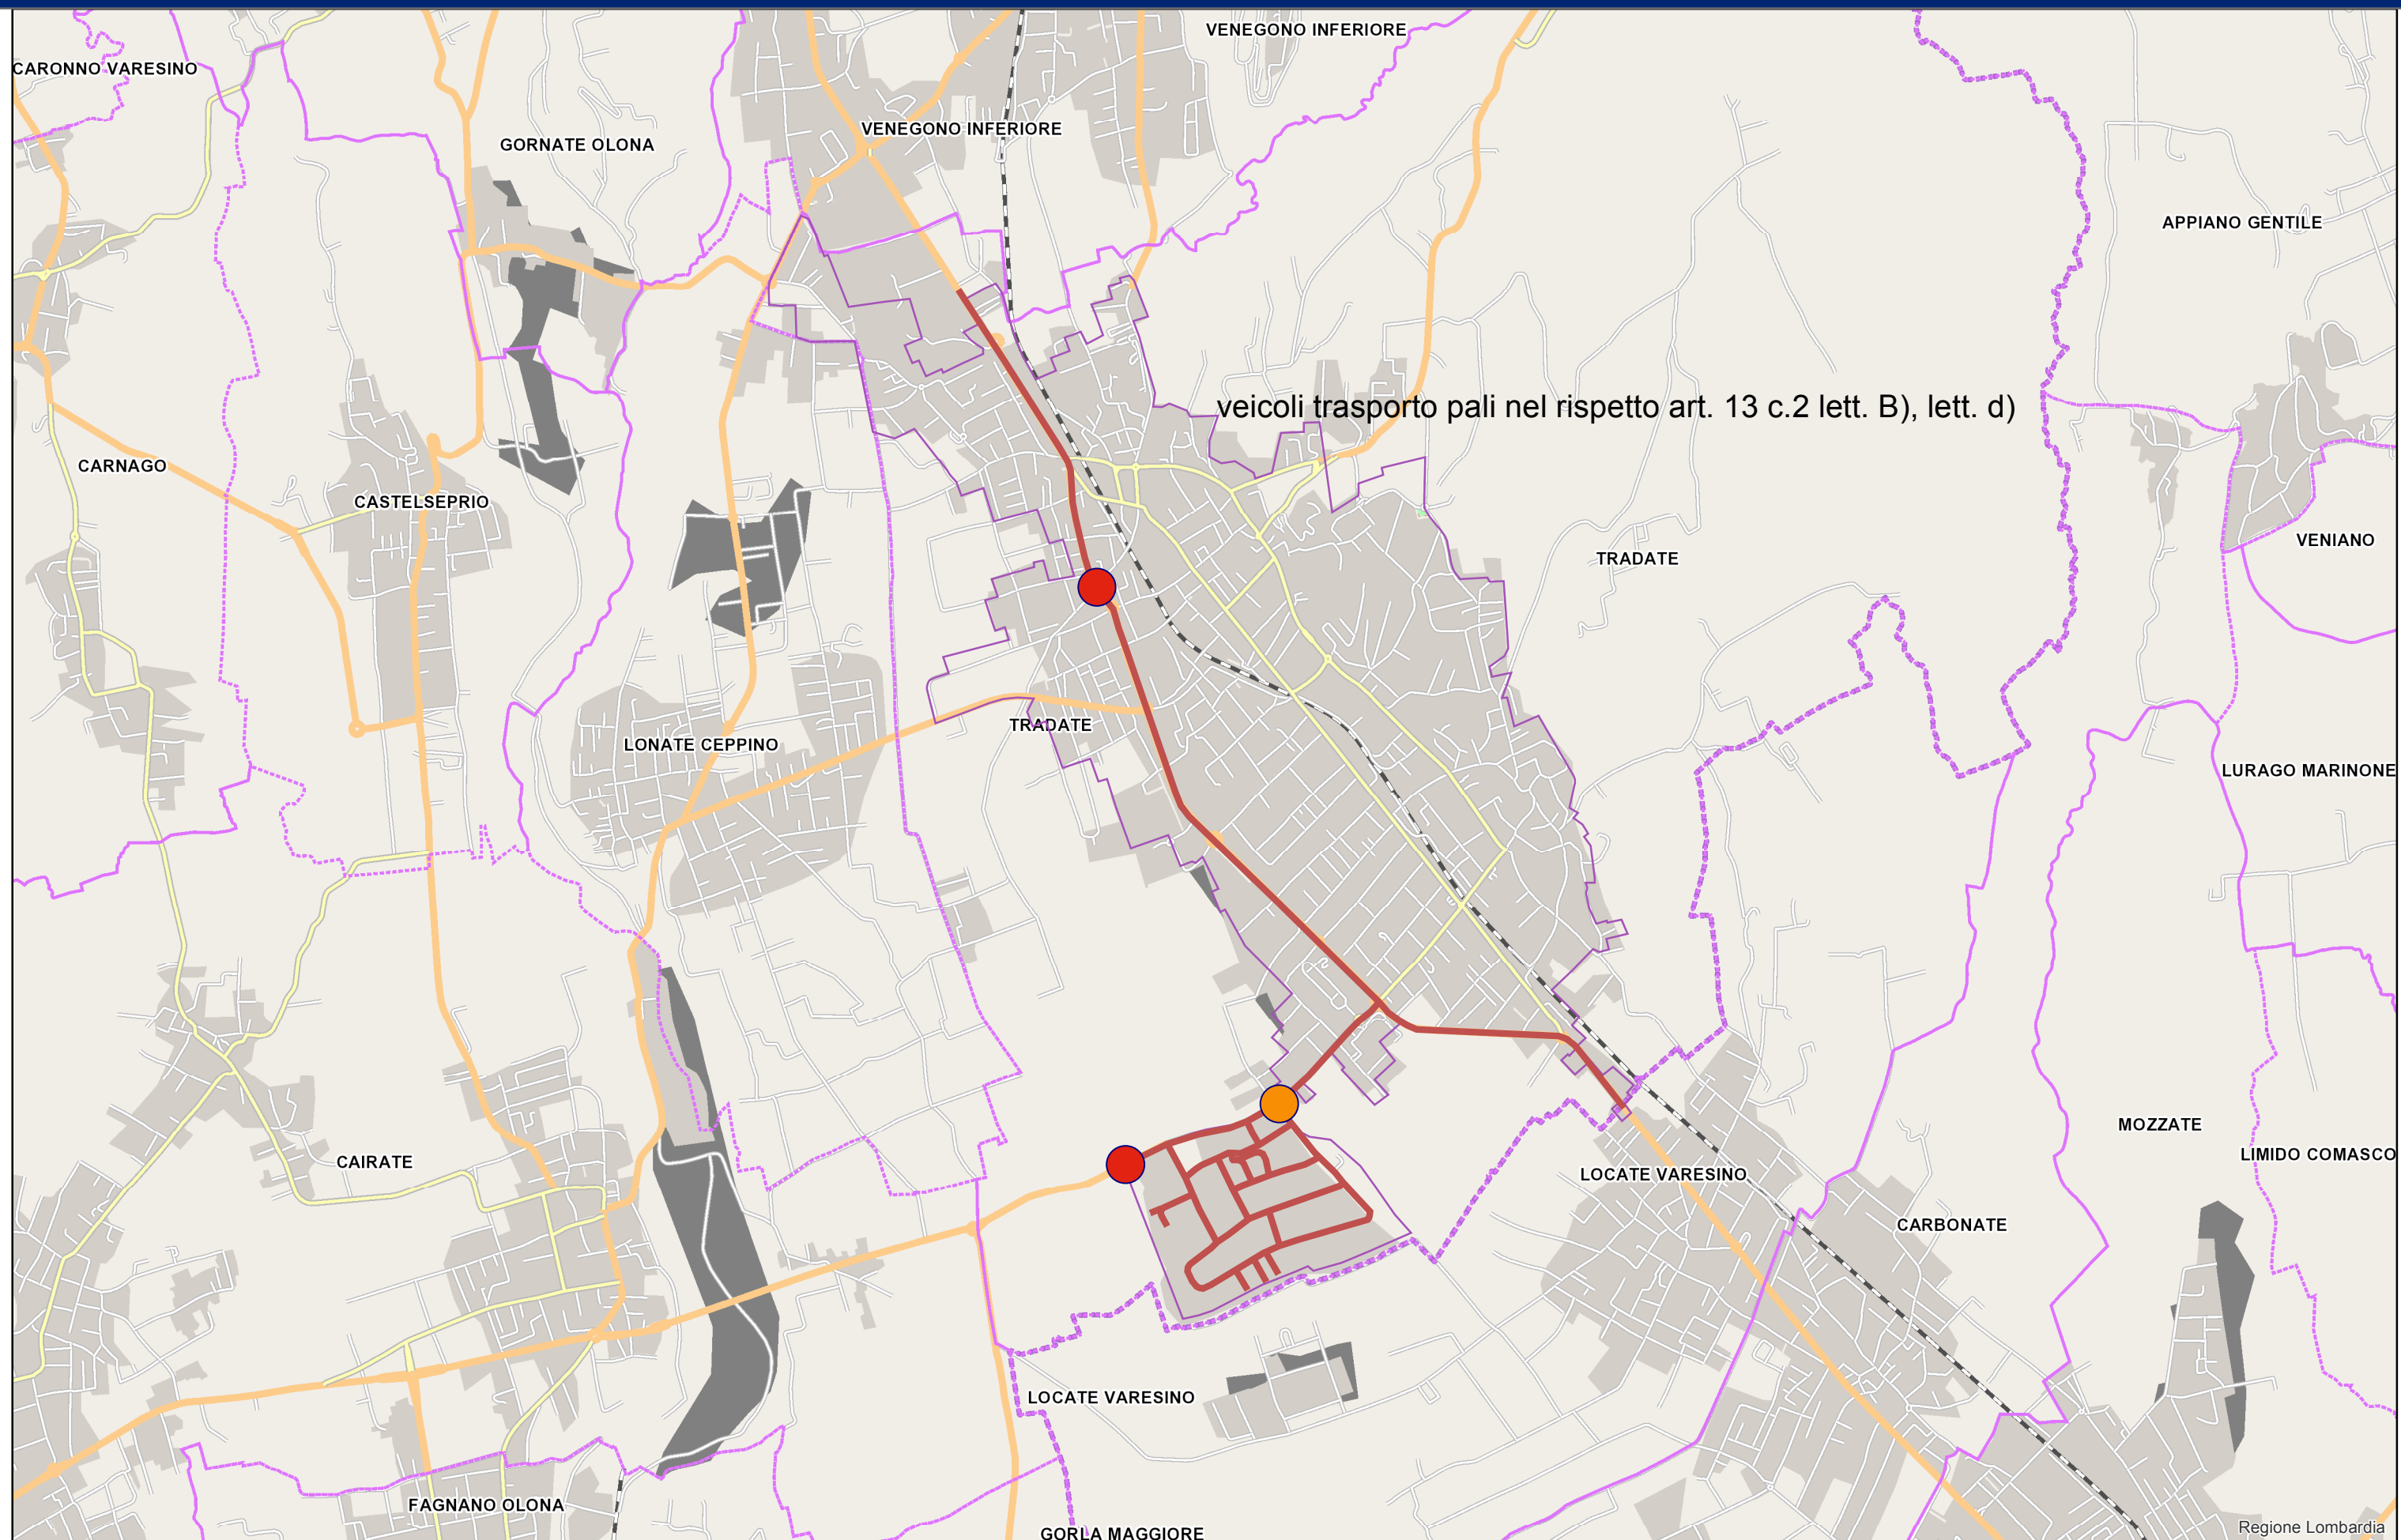 VENEGONO INFERIORE
CARONNO VARESINO
VENEGONO INFERIORE
GORNATE OLONA
APPIANO GENTILE
veicoli trasporto pali nel rispetto art. 13 c.2 lett. B), lett. d)
CARNAGO
CASTELSEPRIO
VENIANO
TRADATE
TRADATE
LONATE CEPPINO
LURAGO MARINONE
MOZZATE
LIMIDO COMASCO
CAIRATE
LOCATE VARESINO
CARBONATE
LOCATE VARESINO
FAGNANO OLONA
GORLA MAGGIORE
Regione Lombardia